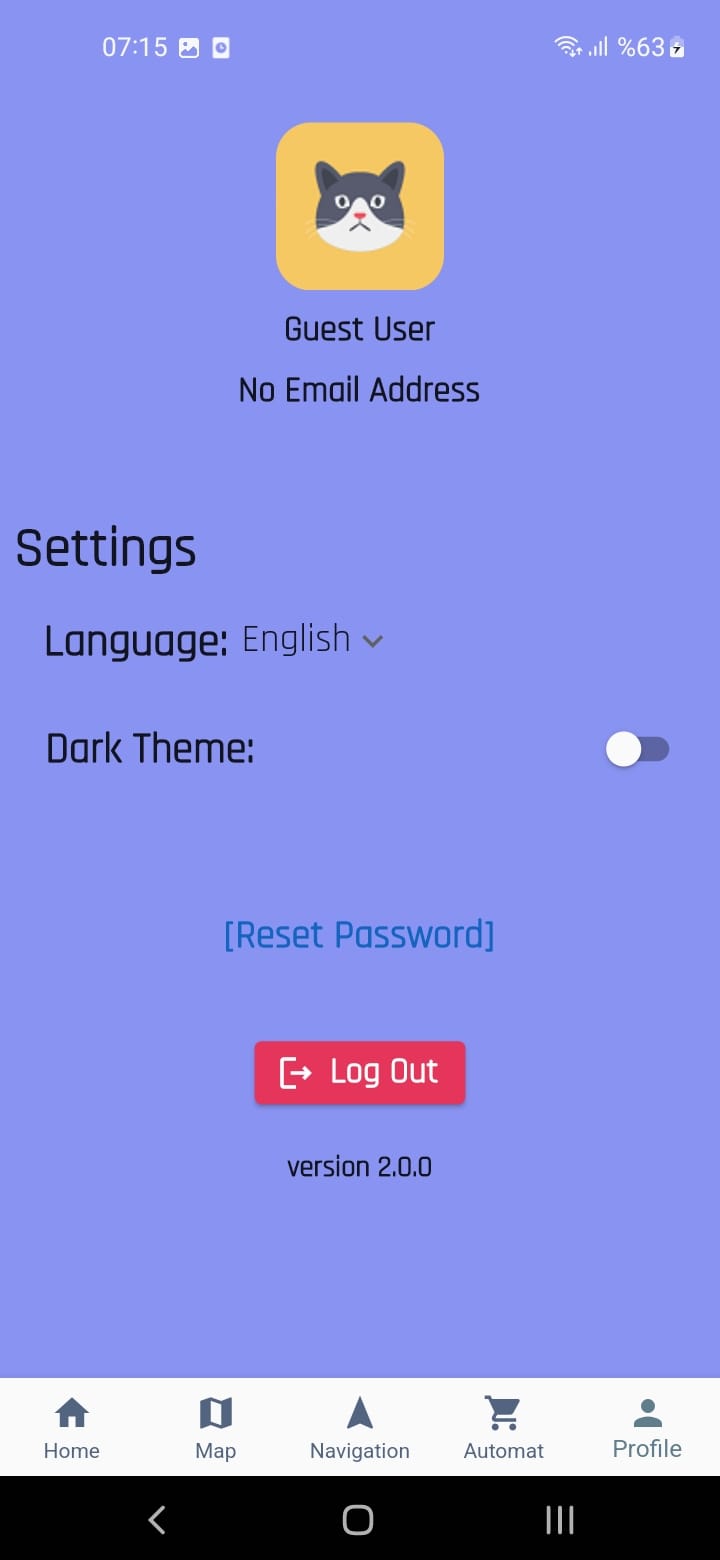 07:15 %63
Guest User
No Email Address
Settings
Language: English
Dark Theme:
[Reset Password]
Log Out
version 2.0.0
Home Map Navigation Automat Profile